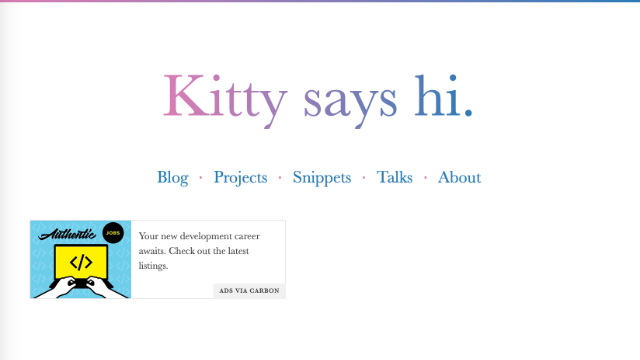 Kitty says hi.
Blog · Projects · Snippets · Talks · About
Authentic
JOBS
</>
Your new development career
awaits. Check out the latest
listings.
ADS VIA CARBON